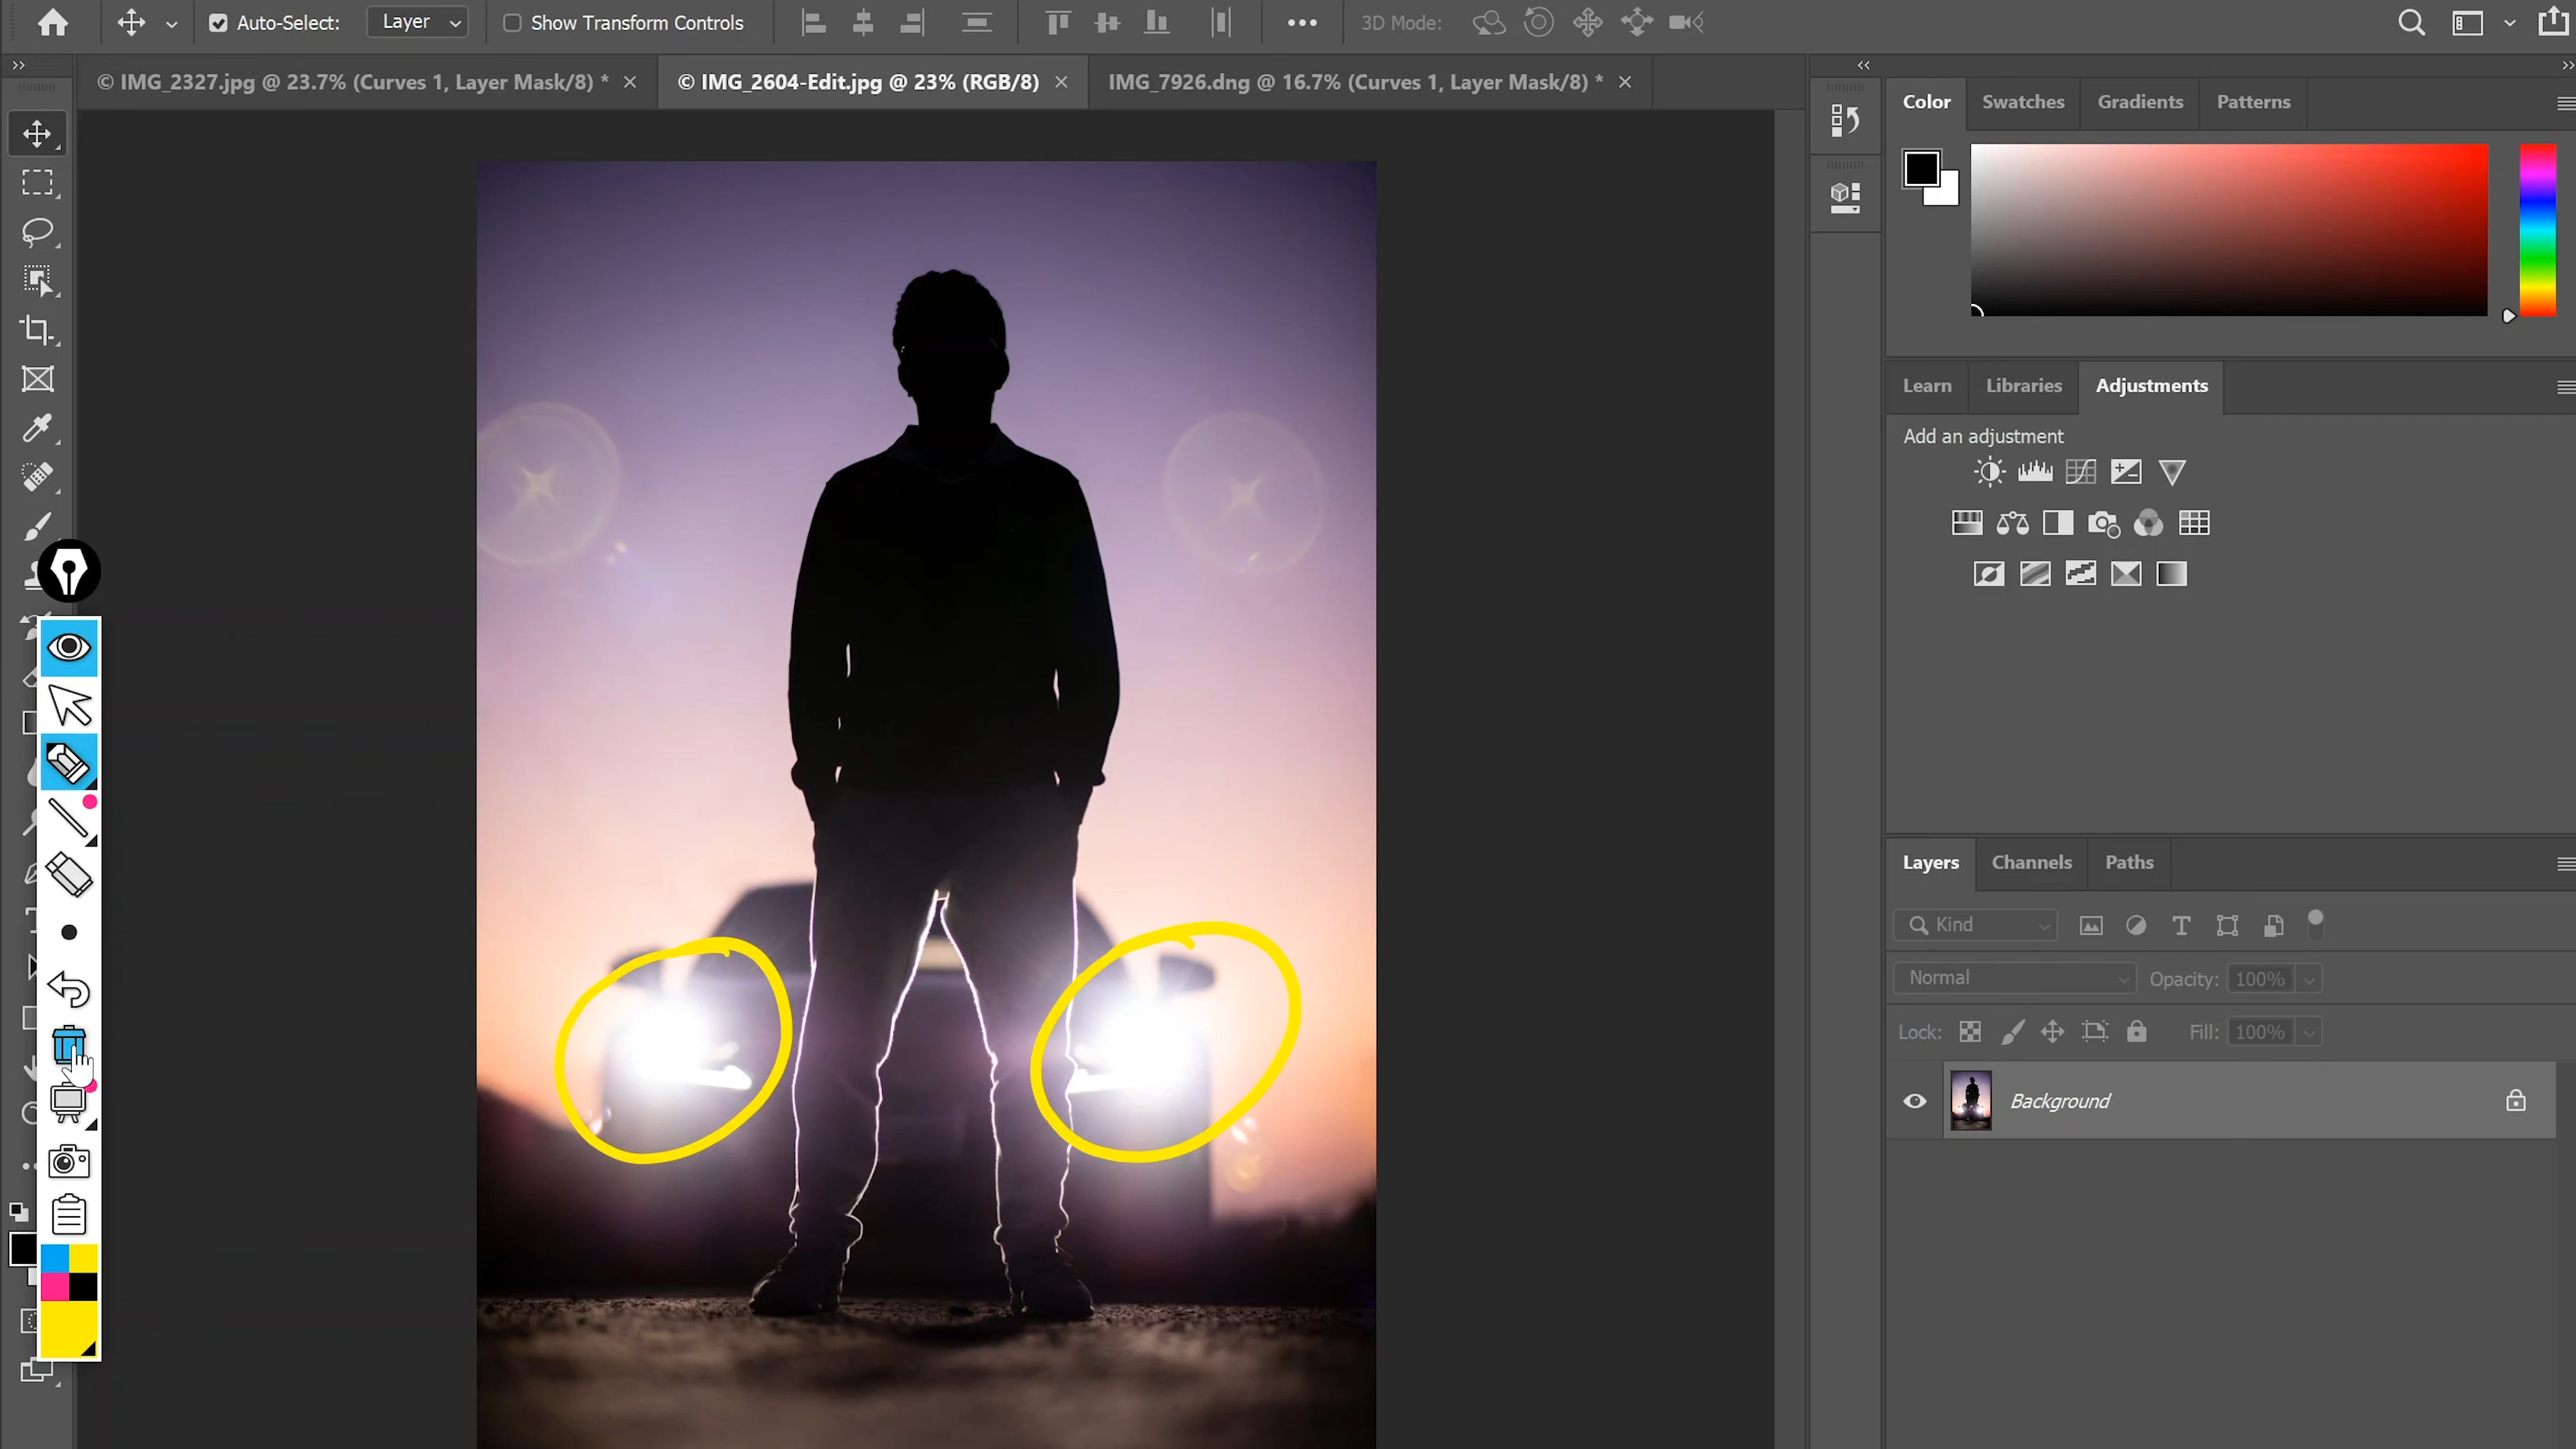 Auto-Select: Layer Show Transform Controls 3D Mode:
© IMG_2327.jpg @ 23.7% (Curves 1, Layer Mask/8) * × © IMG_2604-Edit.jpg @ 23% (RGB/8) × IMG_7926.dng @ 16.7% (Curves 1, Layer Mask/8) * ×
Color Swatches Gradients Patterns
Learn Libraries Adjustments
Add an adjustment
Layers Channels Paths
Kind
Normal Opacity: 100%
Lock: Fill: 100%
Background